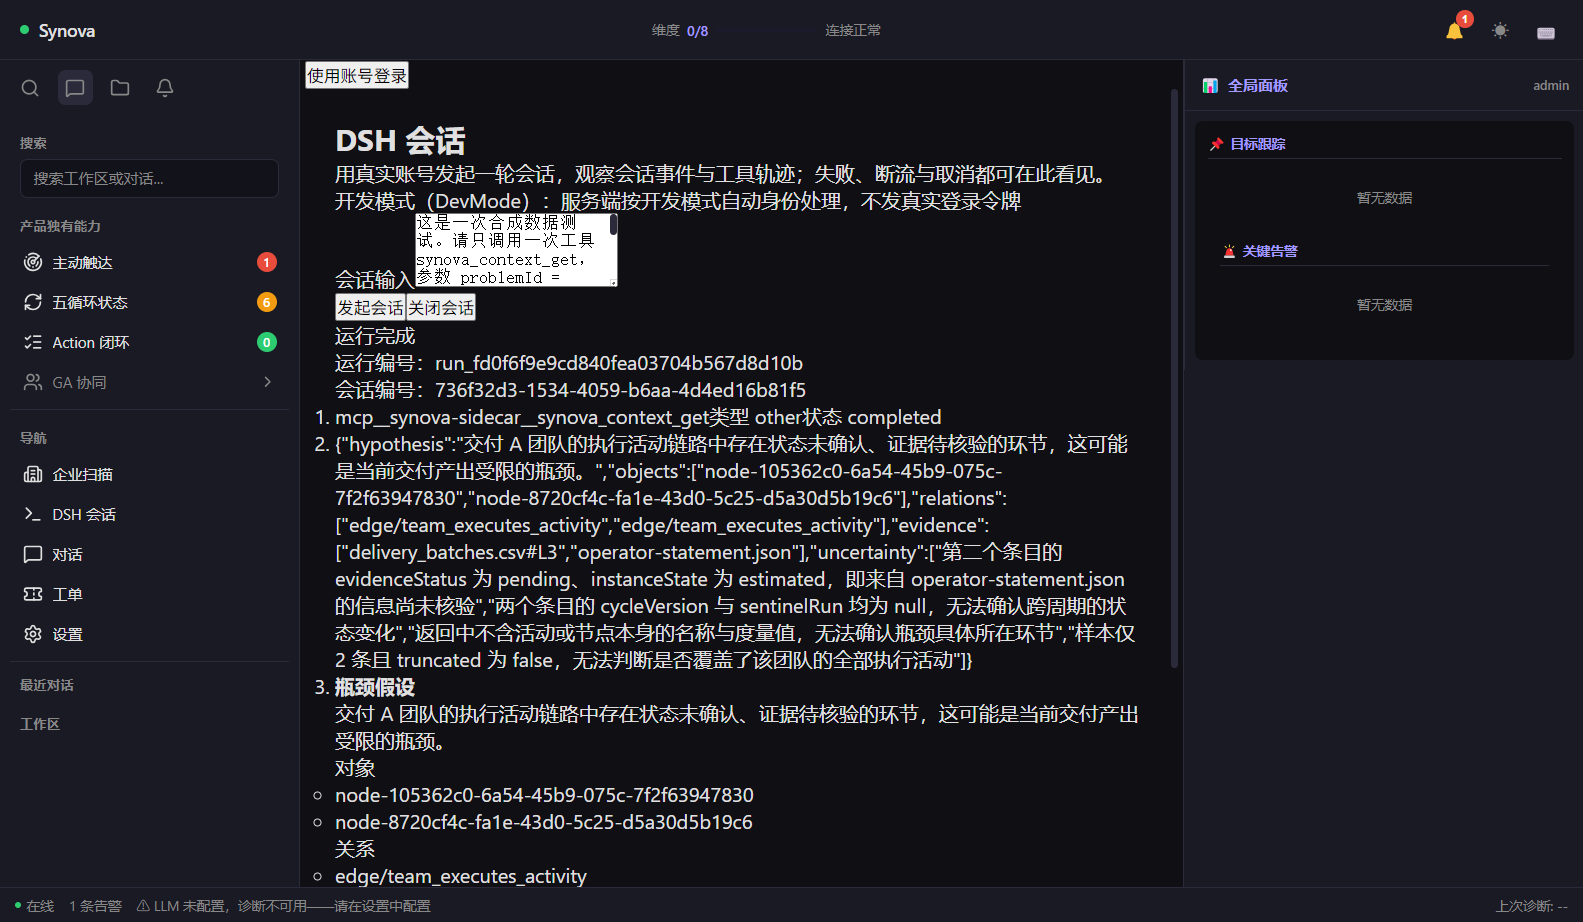 Synova
维度 0/8
连接正常
1
搜索
搜索工作区或对话...
产品独有能力
主动触达
1
五循环状态
6
Action 闭环
0
GA 协同
导航
企业扫描
DSH 会话
对话
工单
设置
最近对话
工作区
使用账号登录
DSH 会话
用真实账号发起一轮会话，观察会话事件与工具轨迹；失败、断流与取消都可在此看见。
开发模式（DevMode）：服务端按开发模式自动身份处理，不发真实登录令牌
这是一次合成数据测
试。请只调用一次工具
synova_context_get，
参数 problemId =
会话输入
发起会话 关闭会话
运行完成
运行编号：run_fd0f6f9e9cd840fea03704b567d8d10b
会话编号：736f32d3-1534-4059-b6aa-4d4ed16b81f5
1. mcp__synova-sidecar__synova_context_get类型 other状态 completed
2. {"hypothesis":"交付 A 团队的执行活动链路中存在状态未确认、证据待核验的环节，这可能
是当前交付产出受限的瓶颈。","objects":["node-105362c0-6a54-45b9-075c-
7f2f63947830","node-8720cf4c-fa1e-43d0-5c25-d5a30d5b19c6"],"relations":
["edge/team_executes_activity","edge/team_executes_activity"],"evidence":
["delivery_batches.csv#L3","operator-statement.json"],"uncertainty":["第二个条目的
evidenceStatus 为 pending、instanceState 为 estimated，即来自 operator-statement.json
的信息尚未核验","两个条目的 cycleVersion 与 sentinelRun 均为 null，无法确认跨周期的状
态变化","返回中不含活动或节点本身的名称与度量值，无法确认瓶颈具体所在环节","样本仅
2 条且 truncated 为 false，无法判断是否覆盖了该团队的全部执行活动"]}
3. 瓶颈假设
交付 A 团队的执行活动链路中存在状态未确认、证据待核验的环节，这可能是当前交付产出
受限的瓶颈。
对象
node-105362c0-6a54-45b9-075c-7f2f63947830
node-8720cf4c-fa1e-43d0-5c25-d5a30d5b19c6
关系
edge/team_executes_activity
全局面板
admin
目标跟踪
暂无数据
关键告警
暂无数据
在线
1 条告警
LLM 未配置，诊断不可用——请在设置中配置
上次诊断: --